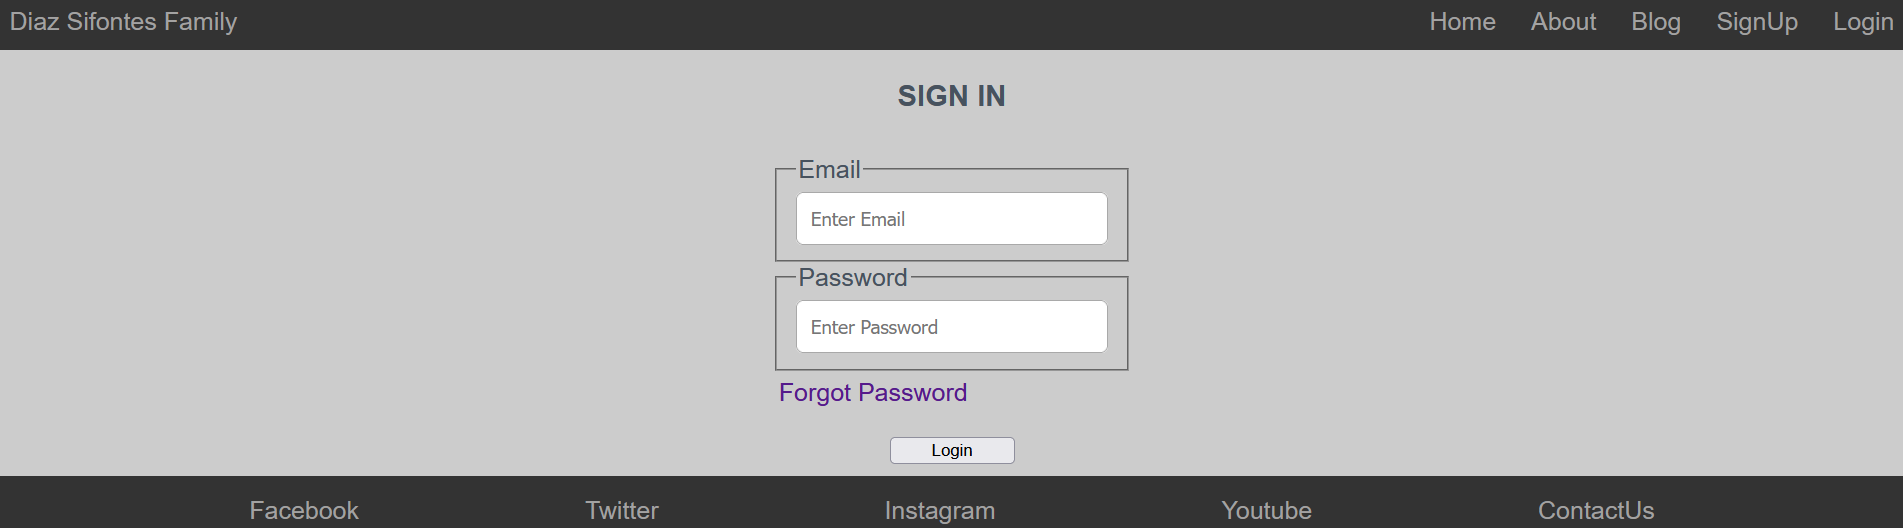 Diaz Sifontes Family Home About Blog SignUp Login
SIGN IN
Email
Enter Email
Password
Enter Password
Forgot Password
Login
Facebook Twitter Instagram Youtube ContactUs